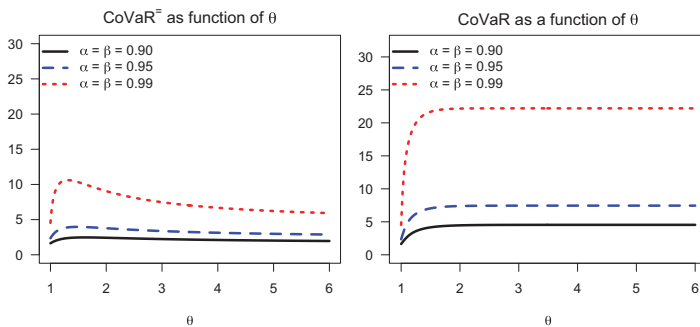 CoVaR⁼ as function of θ
30
25
20
15
10
5
0
α = β = 0.90
α = β = 0.95
α = β = 0.99
1 2 3 4 5 6
θ
CoVaR as a function of θ
30
25
20
15
10
5
0
α = β = 0.90
α = β = 0.95
α = β = 0.99
1 2 3 4 5 6
θ